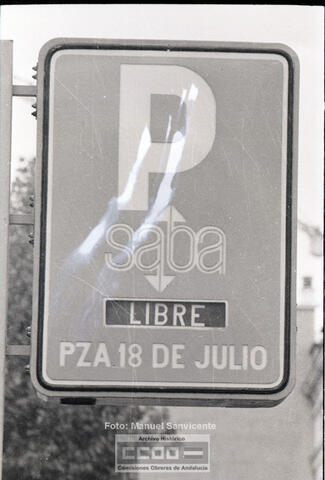 P
saba
LIBRE
PZA. 18 DE JULIO
Foto: Manuel Sanvicente
Archivo Histórico
CCOO
Comisiones Obreras de Andalucía